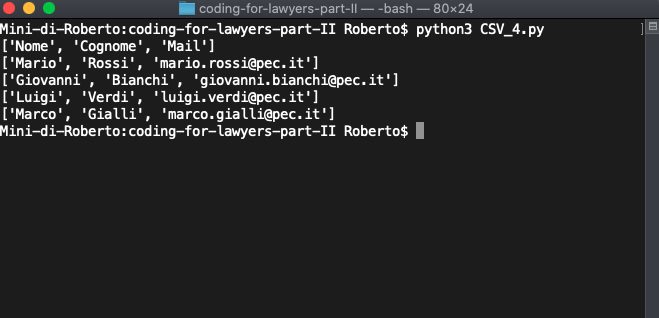 coding-for-lawyers-part-II — -bash — 80×24
Mini-di-Roberto:coding-for-lawyers-part-II Roberto$ python3 CSV_4.py ]
['Nome', 'Cognome', 'Mail']
['Mario', 'Rossi', 'mario.rossi@pec.it']
['Giovanni', 'Bianchi', 'giovanni.bianchi@pec.it']
['Luigi', 'Verdi', 'luigi.verdi@pec.it']
['Marco', 'Gialli', 'marco.gialli@pec.it']
Mini-di-Roberto:coding-for-lawyers-part-II Roberto$